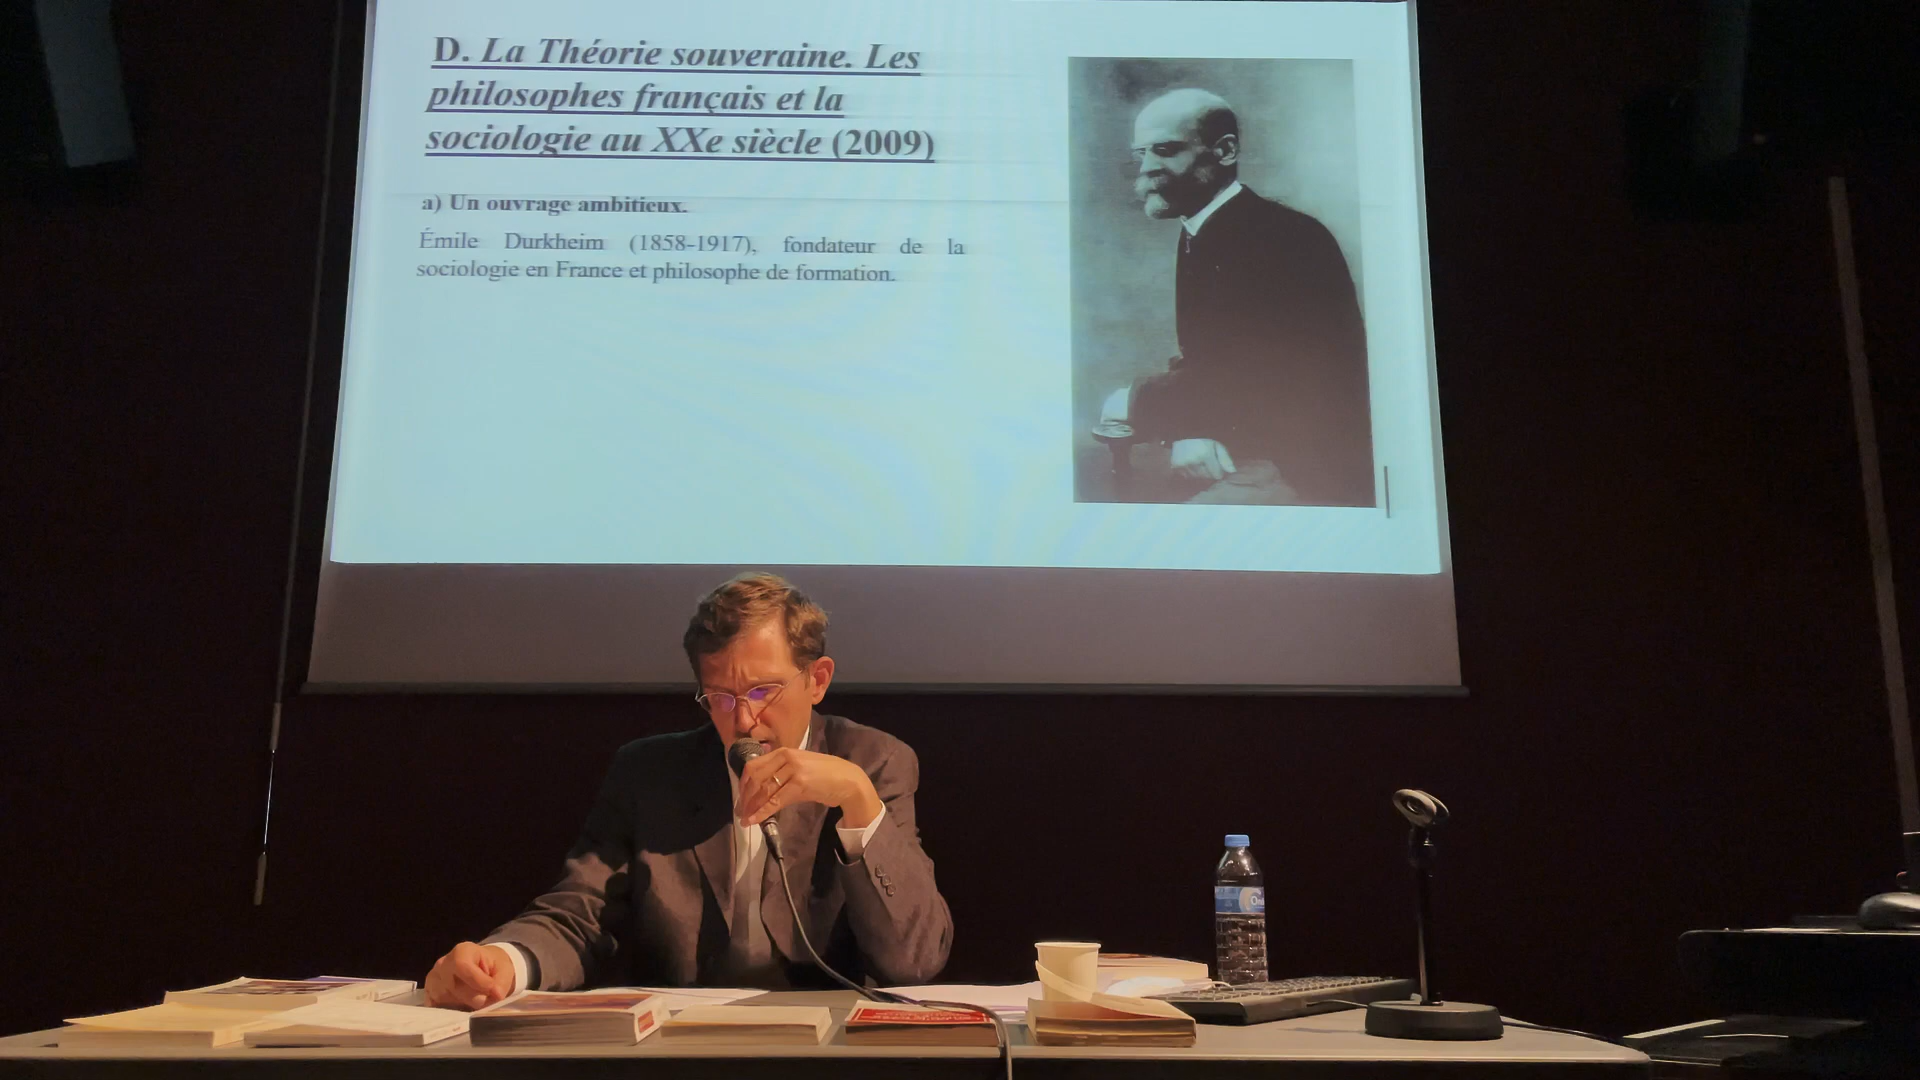 D. La Théorie souveraine. Les
philosophes français et la
sociologie au XXe siècle (2009)
a) Un ouvrage ambitieux.
Émile Durkheim (1858-1917), fondateur de la
sociologie en France et philosophe de formation.